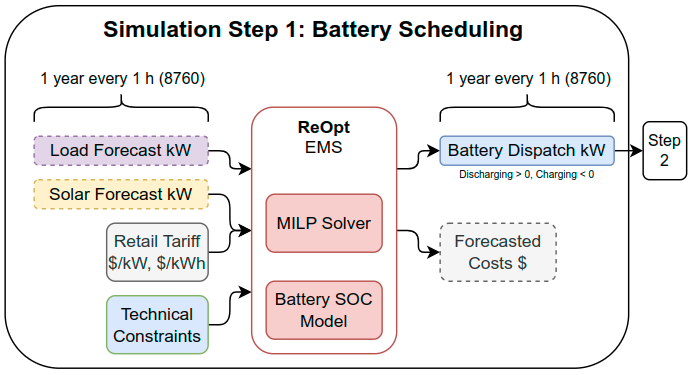 Simulation Step 1: Battery Scheduling
1 year every 1 h (8760)
Load Forecast kW
Solar Forecast kW
Retail Tariff
$/kW, $/kWh
Technical
Constraints
ReOpt
EMS
MILP Solver
Battery SOC
Model
1 year every 1 h (8760)
Battery Dispatch kW
Discharging > 0, Charging < 0
Forecasted
Costs $
Step
2